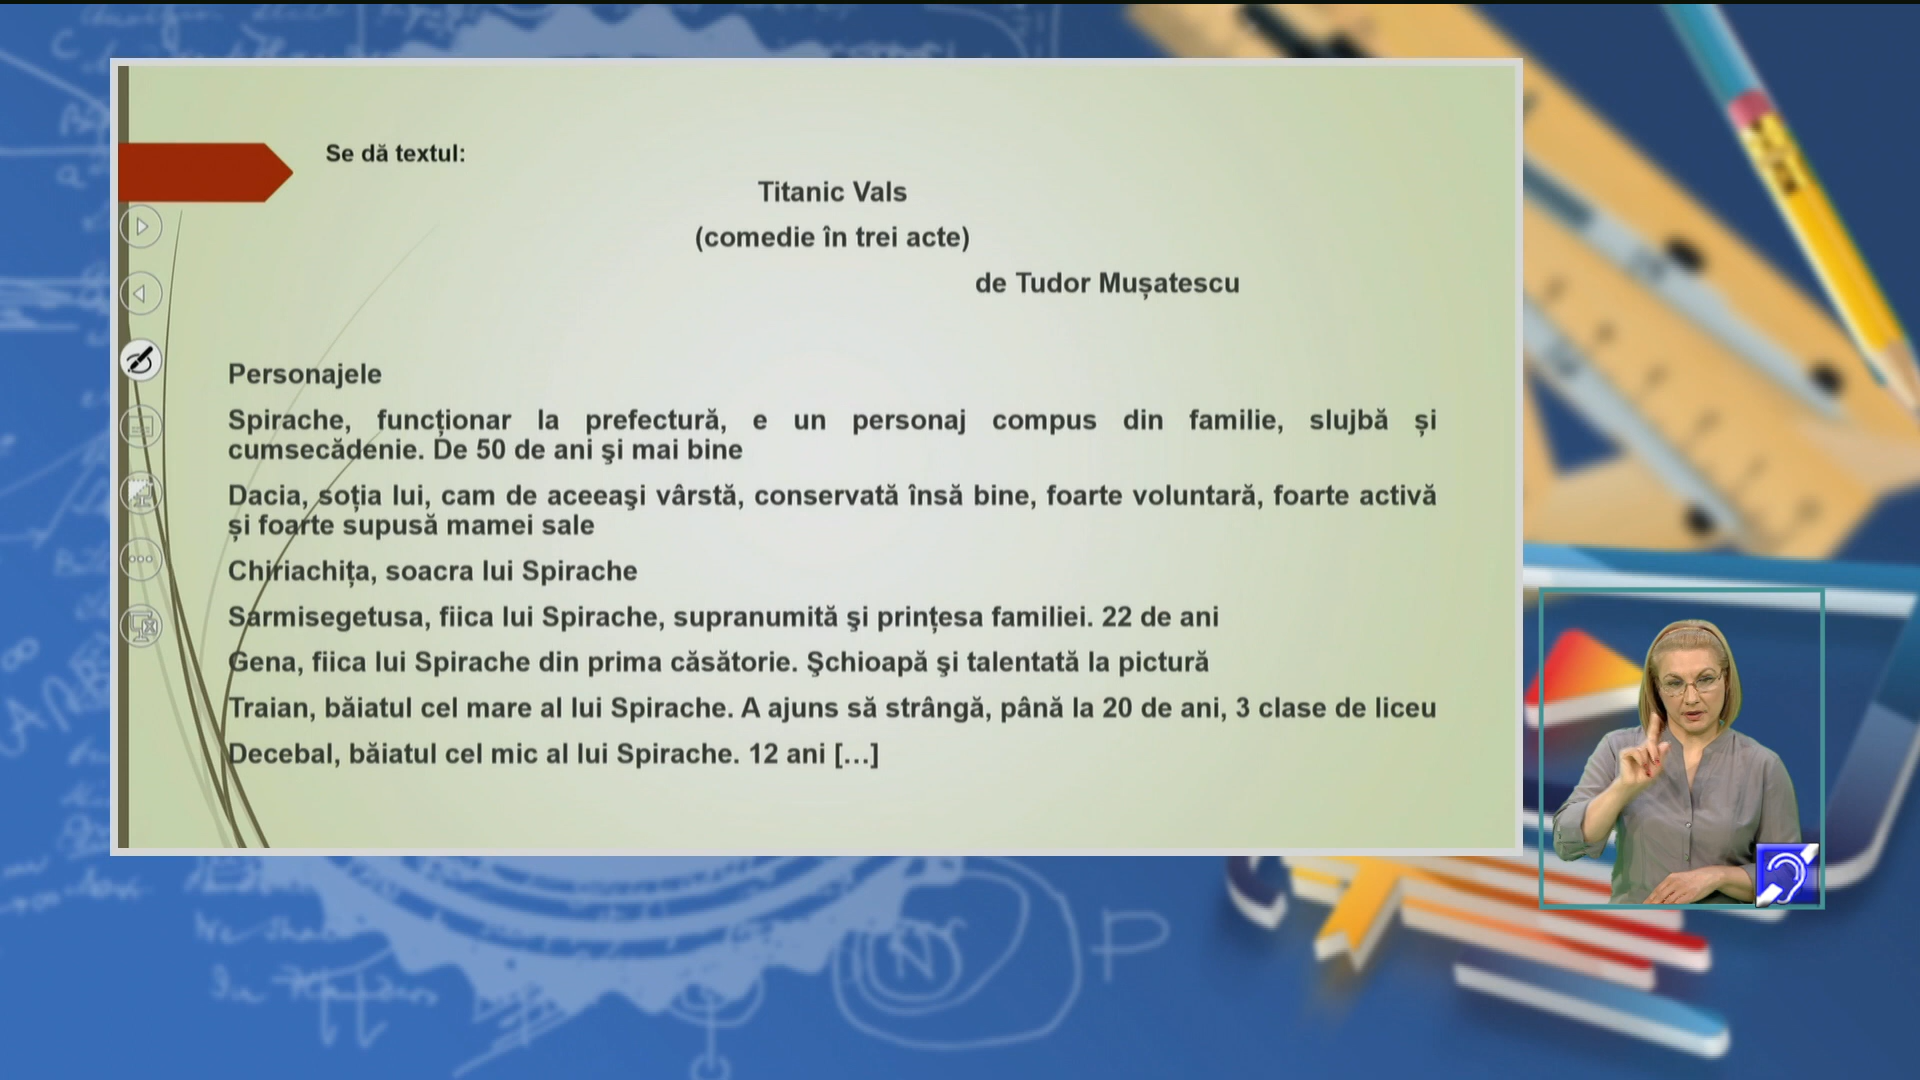 Se dă textul:
Titanic Vals
(comedie în trei acte)
de Tudor Mușatescu
Personajele
Spirache, funcționar la prefectură, e un personaj compus din familie, slujbă și
cumsecădenie. De 50 de ani şi mai bine
Dacia, soția lui, cam de aceeaşi vârstă, conservată însă bine, foarte voluntară, foarte activă
și foarte supusă mamei sale
Chiriachița, soacra lui Spirache
Sarmisegetusa, fiica lui Spirache, supranumită şi prințesa familiei. 22 de ani
Gena, fiica lui Spirache din prima căsătorie. Şchioapă şi talentată la pictură
Traian, băiatul cel mare al lui Spirache. A ajuns să strângă, până la 20 de ani, 3 clase de liceu
Decebal, băiatul cel mic al lui Spirache. 12 ani [...]
N
P